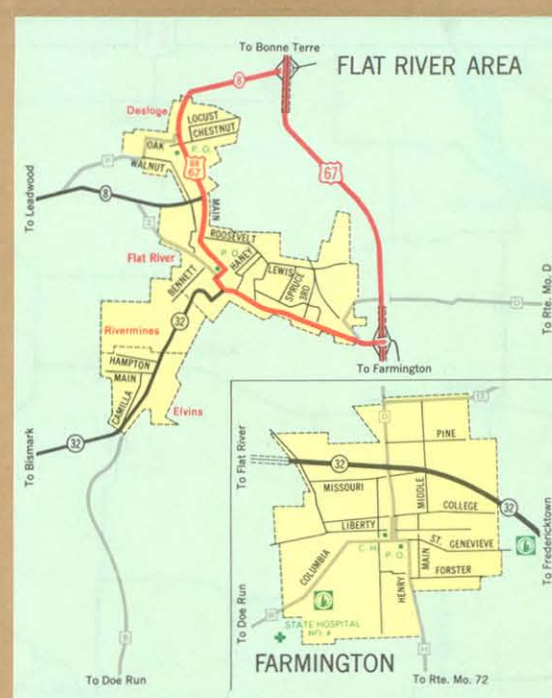 To Bonne Terre
FLAT RIVER AREA
8
Desloge
LOCUST
CHESTNUT
OAK
P.O.
WALNUT
67
67
To Leadwood
8
MAIN
ROOSEVELT
Flat River
P.O.
HANEY
BENNETT
LEWIS
SPRUCE
3RD
D
To Rte. Mo. D
32
Rivermines
HAMPTON
MAIN
CAMILLA
Elvins
To Farmington
To Bismark
32
B
To Doe Run
To Flat River
D
PINE
32
MISSOURI
MIDDLE
COLLEGE
32
LIBERTY
C.H.
P.O.
ST. GENEVIEVE
MAIN
COLUMBIA
FORSTER
HENRY
To Fredericktown
W
To Doe Run
STATE HOSPITAL
NO. 4
H
FARMINGTON
To Rte. Mo. 72